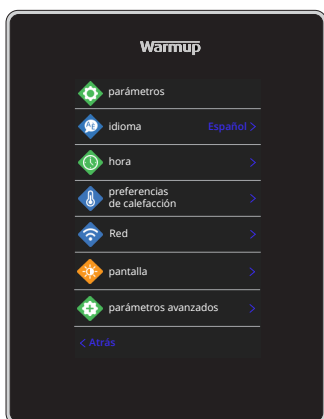 Warmup
parámetros
idioma Español >
hora >
preferencias
de calefacción >
Red >
pantalla >
parámetros avanzados >
< Atrás